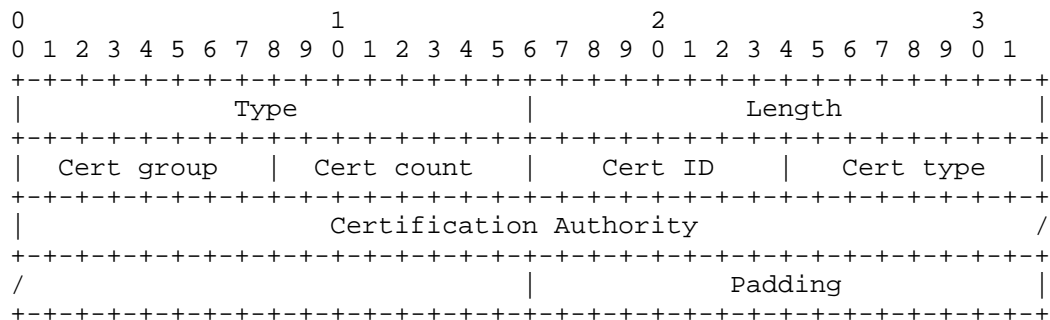 0                   1                   2                   3
0 1 2 3 4 5 6 7 8 9 0 1 2 3 4 5 6 7 8 9 0 1 2 3 4 5 6 7 8 9 0 1
+-+-+-+-+-+-+-+-+-+-+-+-+-+-+-+-+-+-+-+-+-+-+-+-+-+-+-+-+-+-+-+-+
|             Type              |             Length            |
+-+-+-+-+-+-+-+-+-+-+-+-+-+-+-+-+-+-+-+-+-+-+-+-+-+-+-+-+-+-+-+-+
|  Cert group   |  Cert count   |    Cert ID    |   Cert type   |
+-+-+-+-+-+-+-+-+-+-+-+-+-+-+-+-+-+-+-+-+-+-+-+-+-+-+-+-+-+-+-+-+
|                   Certification Authority                     /
+-+-+-+-+-+-+-+-+-+-+-+-+-+-+-+-+-+-+-+-+-+-+-+-+-+-+-+-+-+-+-+-+
/                               |            Padding            |
+-+-+-+-+-+-+-+-+-+-+-+-+-+-+-+-+-+-+-+-+-+-+-+-+-+-+-+-+-+-+-+-+